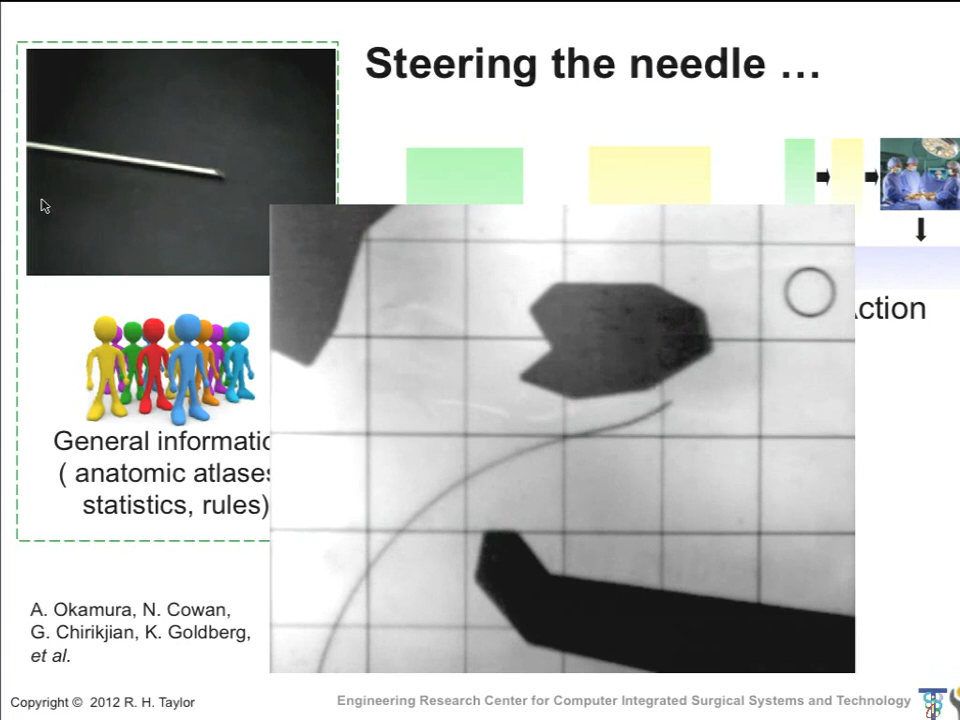 Steering the needle …
ction
General informatio
( anatomic atlases
statistics, rules)
A. Okamura, N. Cowan,
G. Chirikjian, K. Goldberg,
et al.
Copyright © 2012 R. H. Taylor
Engineering Research Center for Computer Integrated Surgical Systems and Technology